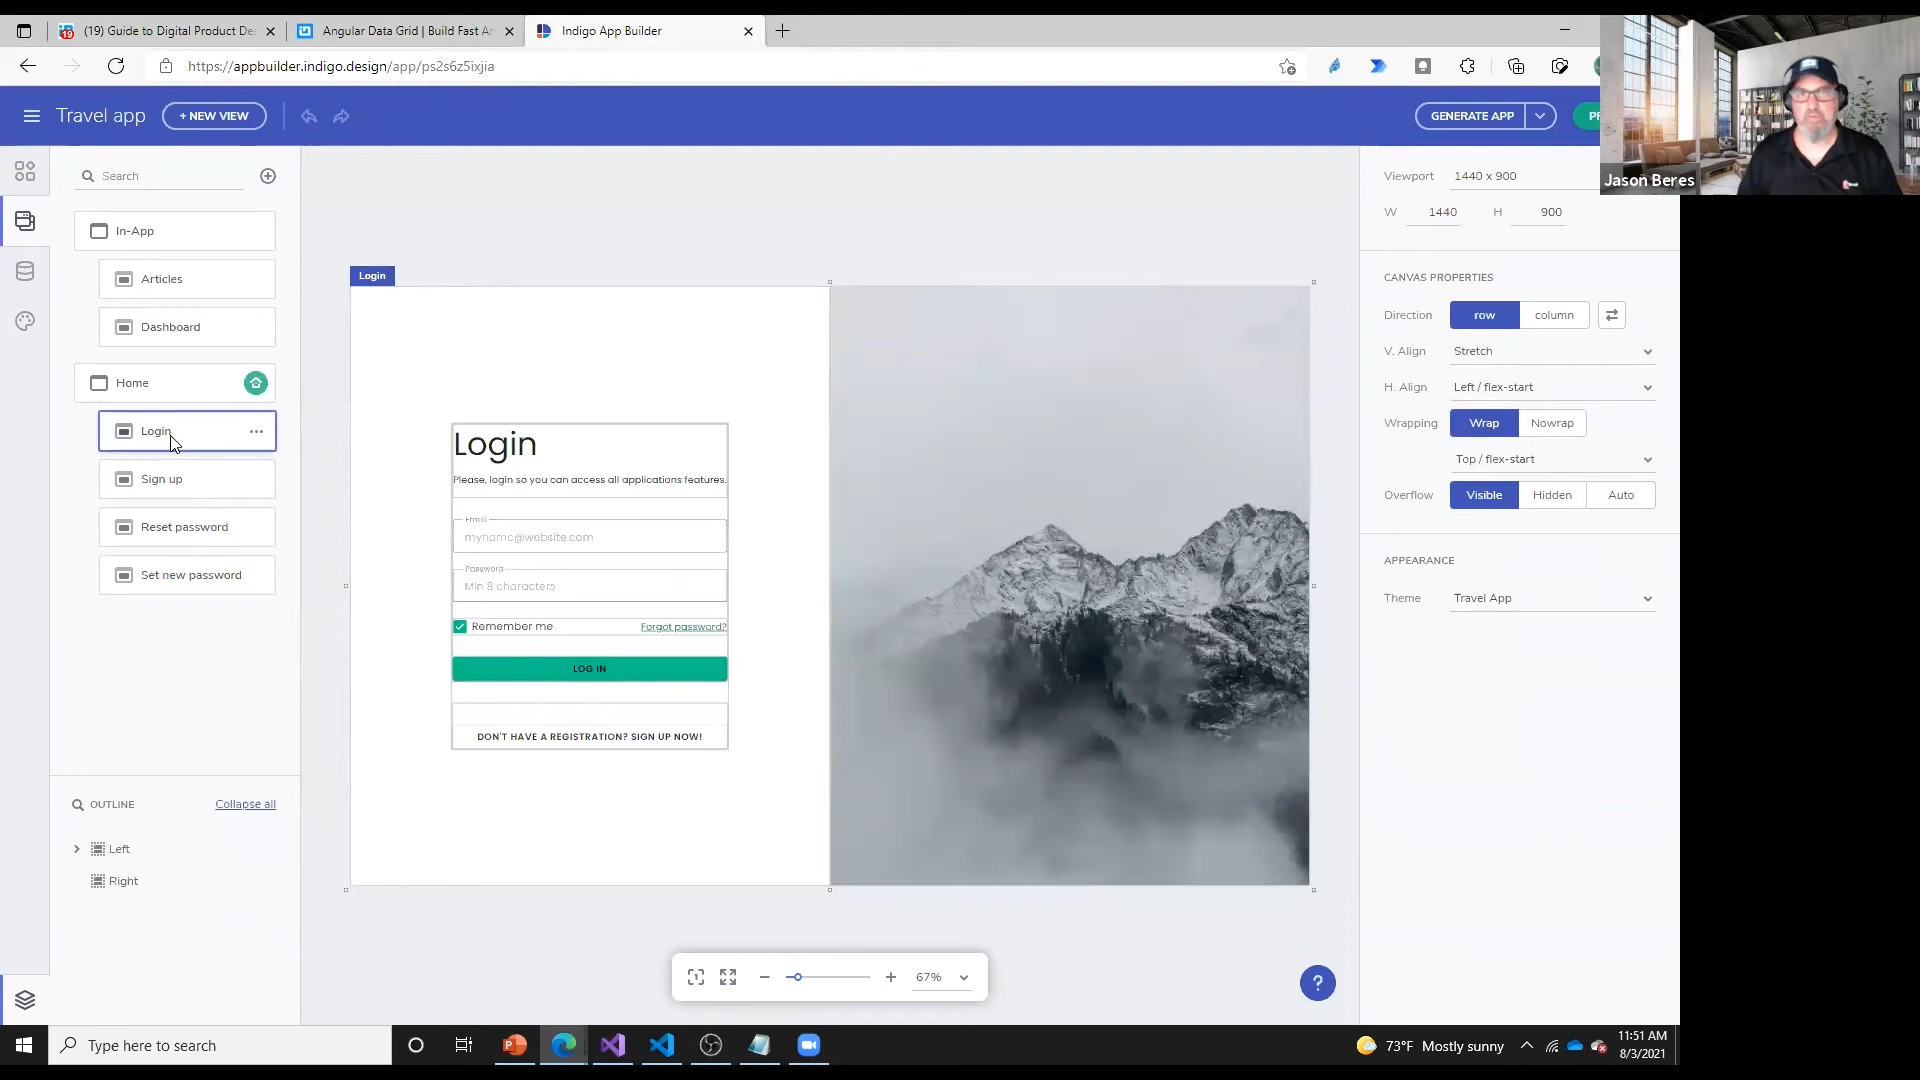 (19) Guide to Digital Product De
Angular Data Grid | Build Fast An
Indigo App Builder
https://appbuilder.indigo.design/app/ps2s6z5ixjia
Travel app
+ NEW VIEW
GENERATE APP
Jason Beres
Search
In-App
Articles
Dashboard
Home
Login
Sign up
Reset password
Set new password
OUTLINE
Collapse all
Left
Right
Login
Login
Please, login so you can access all applications features.
Email
myname@website.com
Password
Min 8 characters
Remember me
Forgot password?
LOG IN
DON'T HAVE A REGISTRATION? SIGN UP NOW!
67%
?
Viewport 1440 x 900
W 1440 H 900
CANVAS PROPERTIES
Direction row column
V. Align Stretch
H. Align Left / flex-start
Wrapping Wrap Nowrap
Top / flex-start
Overflow Visible Hidden Auto
APPEARANCE
Theme Travel App
Type here to search
73°F Mostly sunny
11:51 AM
8/3/2021